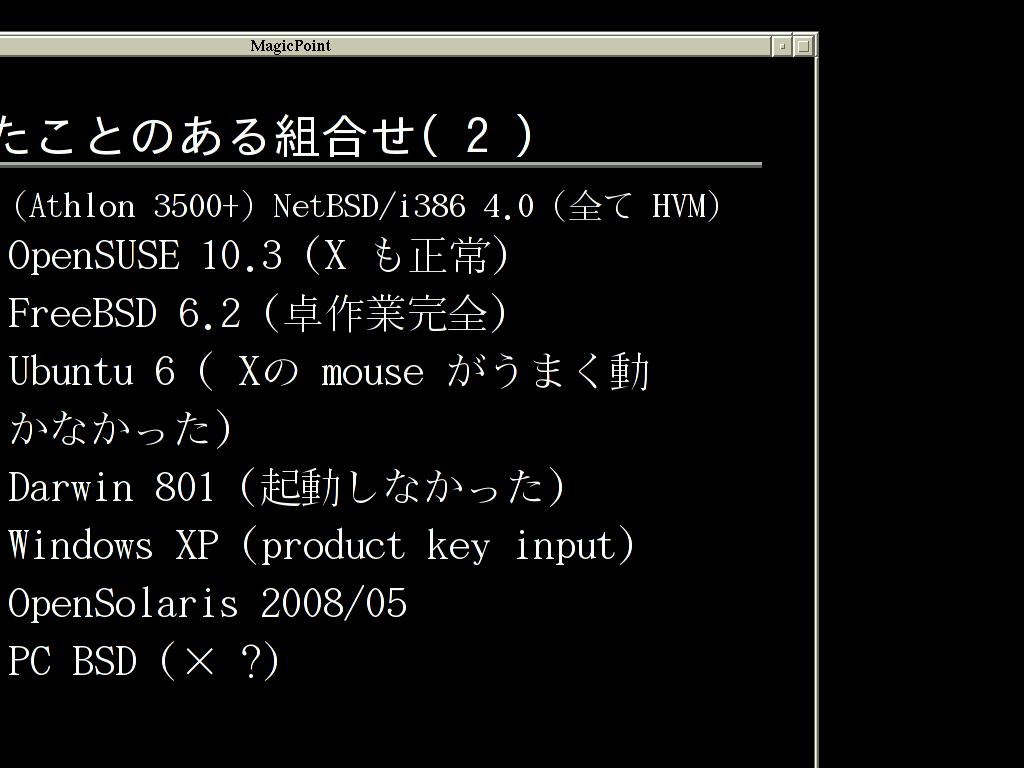 MagicPoint
たことのある組合せ( 2 )
(Athlon 3500+) NetBSD/i386 4.0 (全て HVM)
OpenSUSE 10.3 (X も正常)
FreeBSD 6.2 (卓作業完全)
Ubuntu 6 ( Xの mouse がうまく動
かなかった)
Darwin 801 (起動しなかった)
Windows XP (product key input)
OpenSolaris 2008/05
PC BSD (× ?)